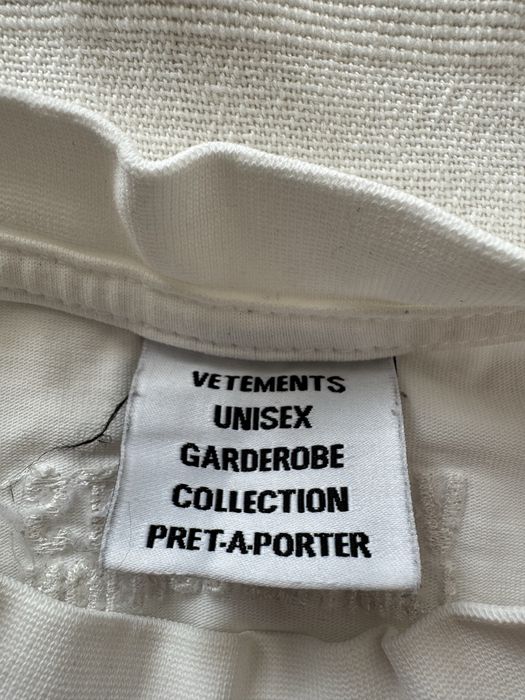 VETEMENTS
UNISEX
GARDEROBE
COLLECTION
PRET-A-PORTER